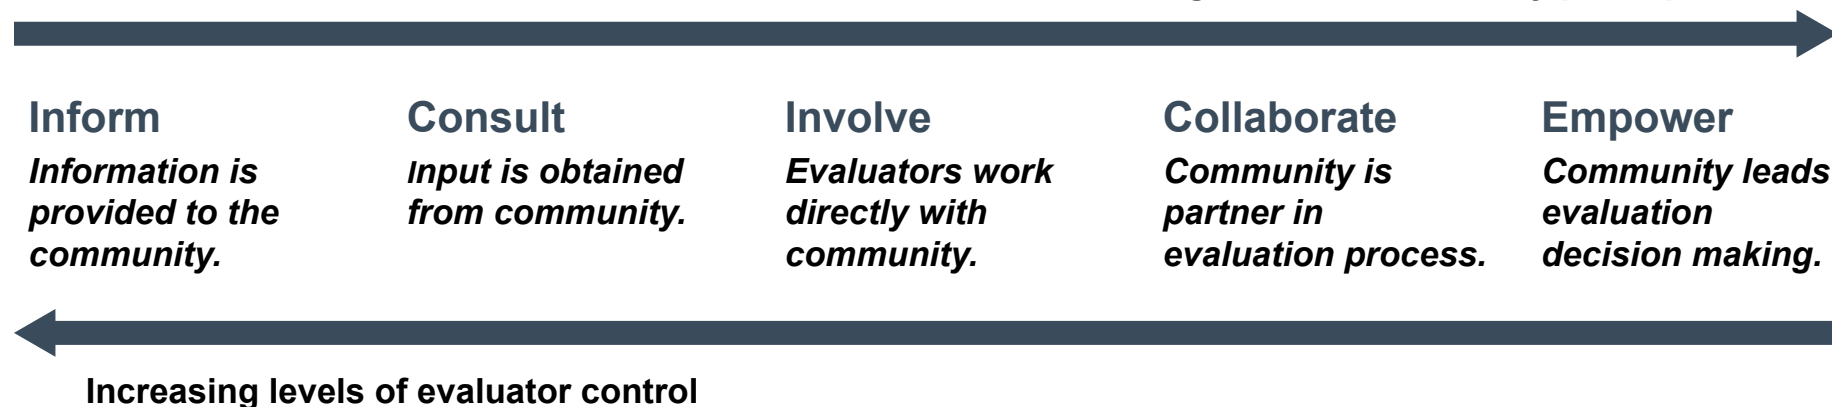 Inform
Information is
provided to the
community.
Consult
Input is obtained
from community.
Involve
Evaluators work
directly with
community.
Collaborate
Community is
partner in
evaluation process.
Empower
Community leads
evaluation
decision making.
Increasing levels of evaluator control